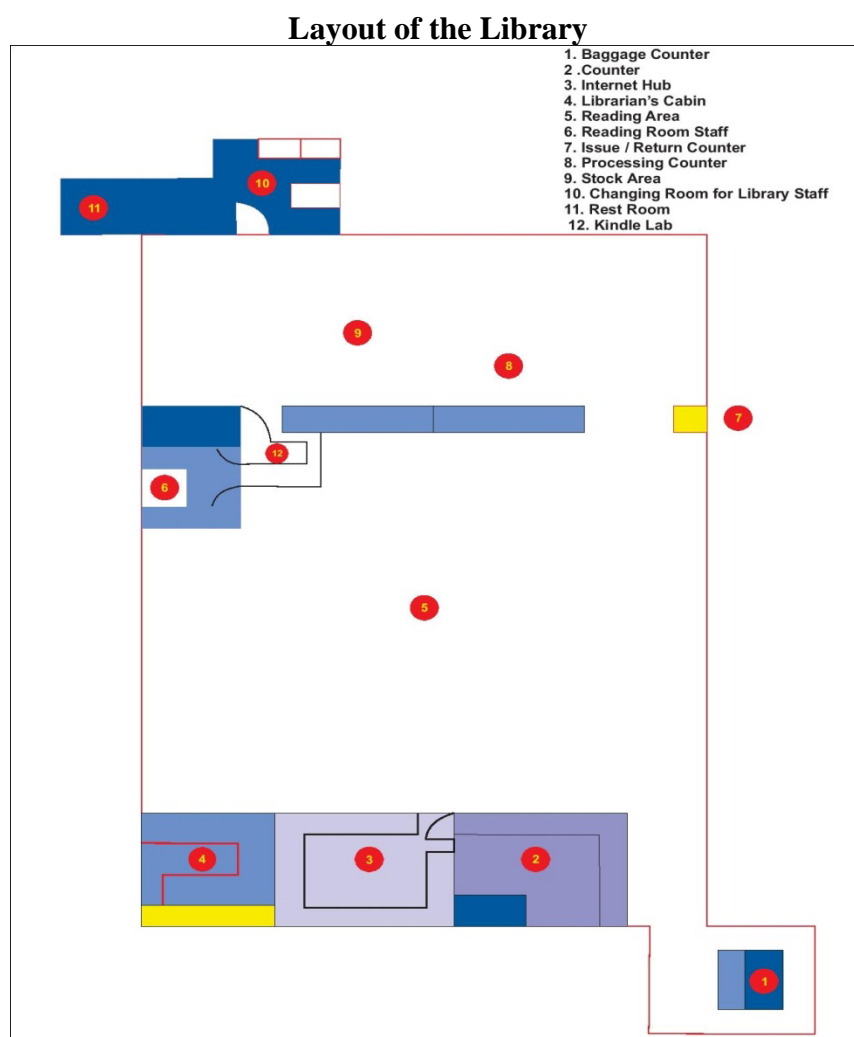 Layout of the Library
1. Baggage Counter
2 .Counter
3. Internet Hub
4. Librarian's Cabin
5. Reading Area
6. Reading Room Staff
7. Issue / Return Counter
8. Processing Counter
9. Stock Area
10. Changing Room for Library Staff
11. Rest Room
12. Kindle Lab
10
11
9
8
7
12
6
5
4
3
2
1